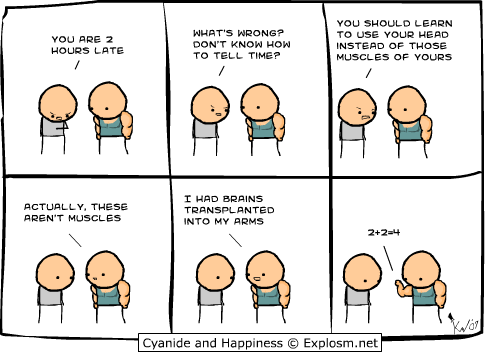 YOU ARE 2
HOURS LATE
WHAT'S WRONG?
DON'T KNOW HOW
TO TELL TIME?
YOU SHOULD LEARN
TO USE YOUR HEAD
INSTEAD OF THOSE
MUSCLES OF YOURS
ACTUALLY, THESE
AREN'T MUSCLES
I HAD BRAINS
TRANSPLANTED
INTO MY ARMS
2+2=4
Cyanide and Happiness © Explosm.net